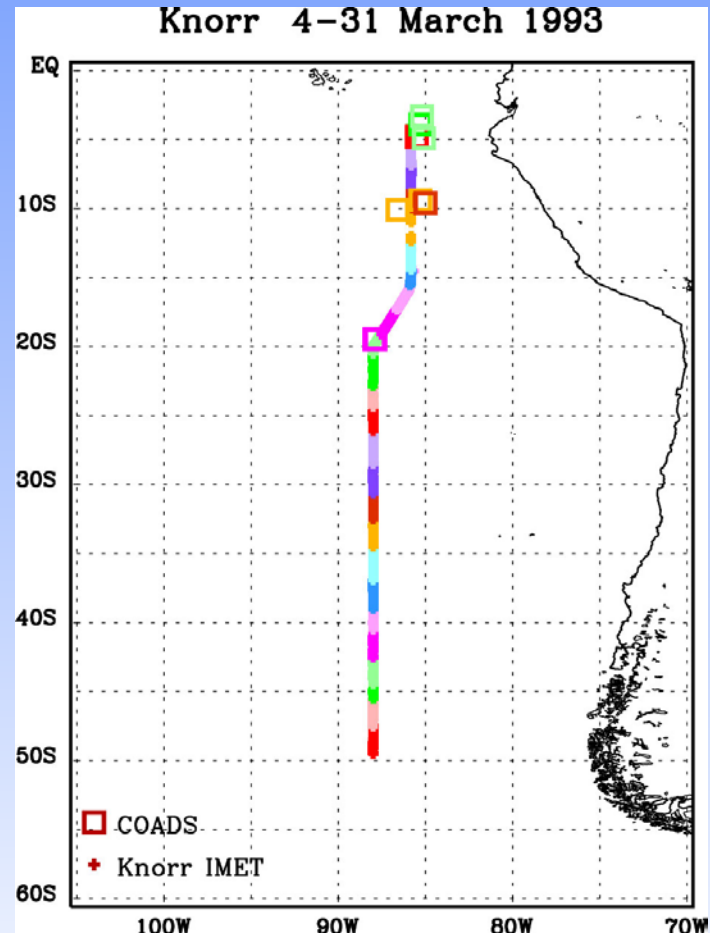 Knorr 4-31 March 1993
EQ
10S
20S
30S
40S
50S
60S
COADS
Knorr IMET
100W 90W 80W 70W